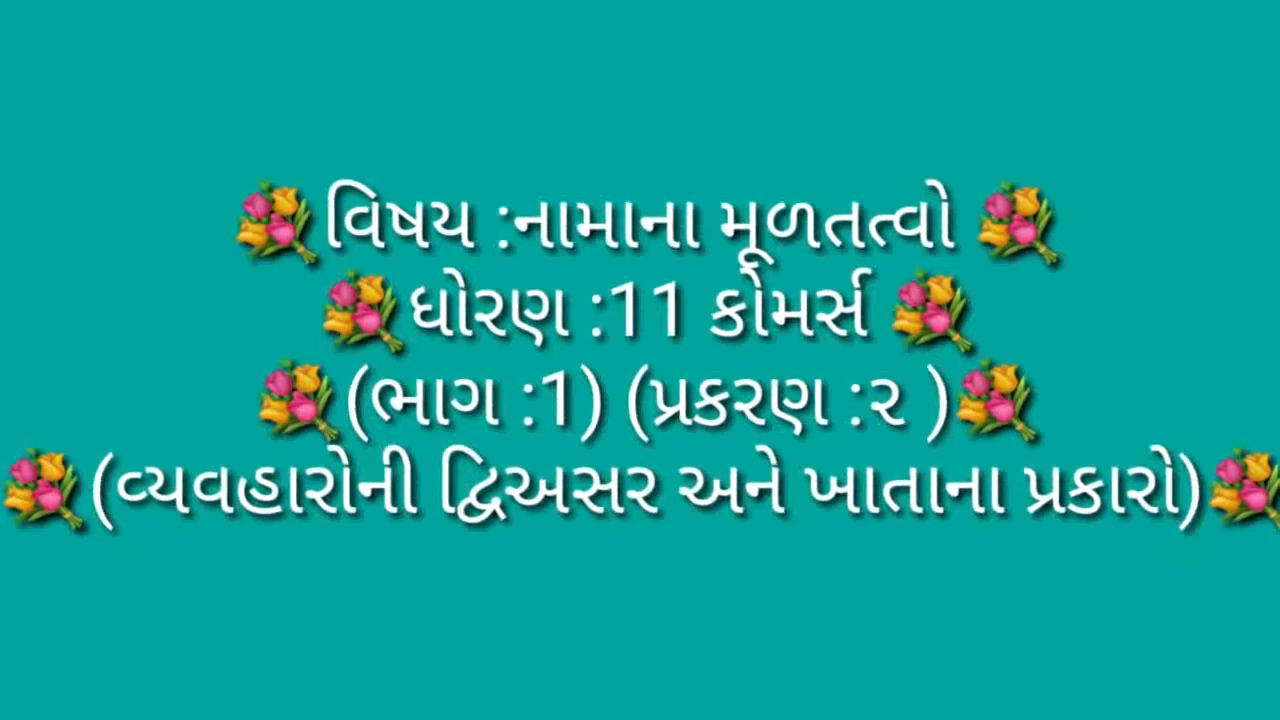 💐વિષય :નામાના મૂળતત્વો 💐
💐ધોરણ :11 કોમર્સ 💐
💐(ભાગ :1) (પ્રકરણ :૨ )💐
💐(વ્યવહારોની દ્વિઅસર અને ખાતાના પ્રકારો)💐